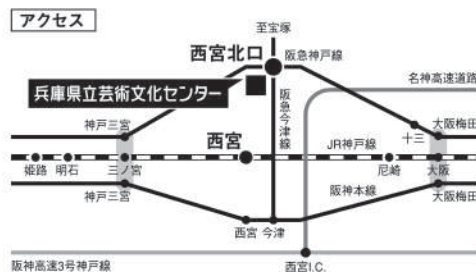 アクセス
至宝塚
西宮北口
阪急神戸線
兵庫県立芸術文化センター
名神高速道路
阪急今津線
神戸三宮
十三
大阪梅田
西宮
JR神戸線
姫路
明石
三ノ宮
尼崎
大阪
神戸三宮
阪神本線
大阪梅田
西宮
今津
阪神高速3号神戸線
西宮I.C.